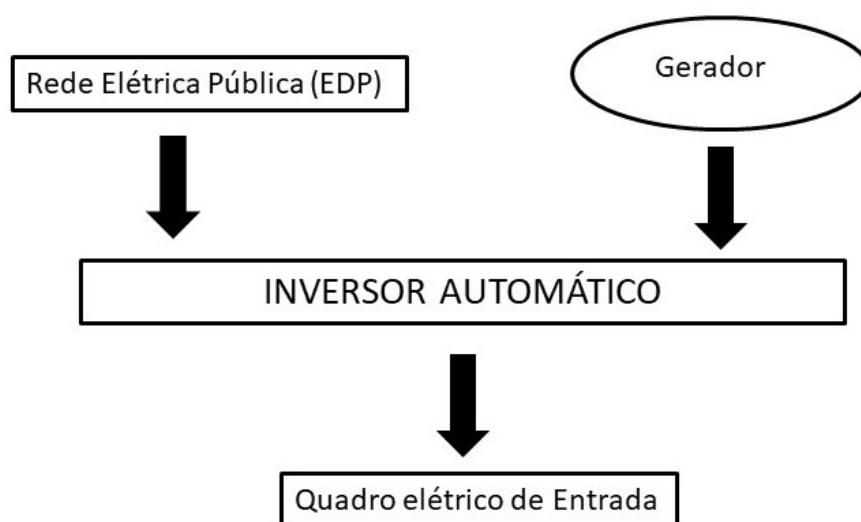 Rede Elétrica Pública (EDP)
Gerador
INVERSOR AUTOMÁTICO
Quadro elétrico de Entrada